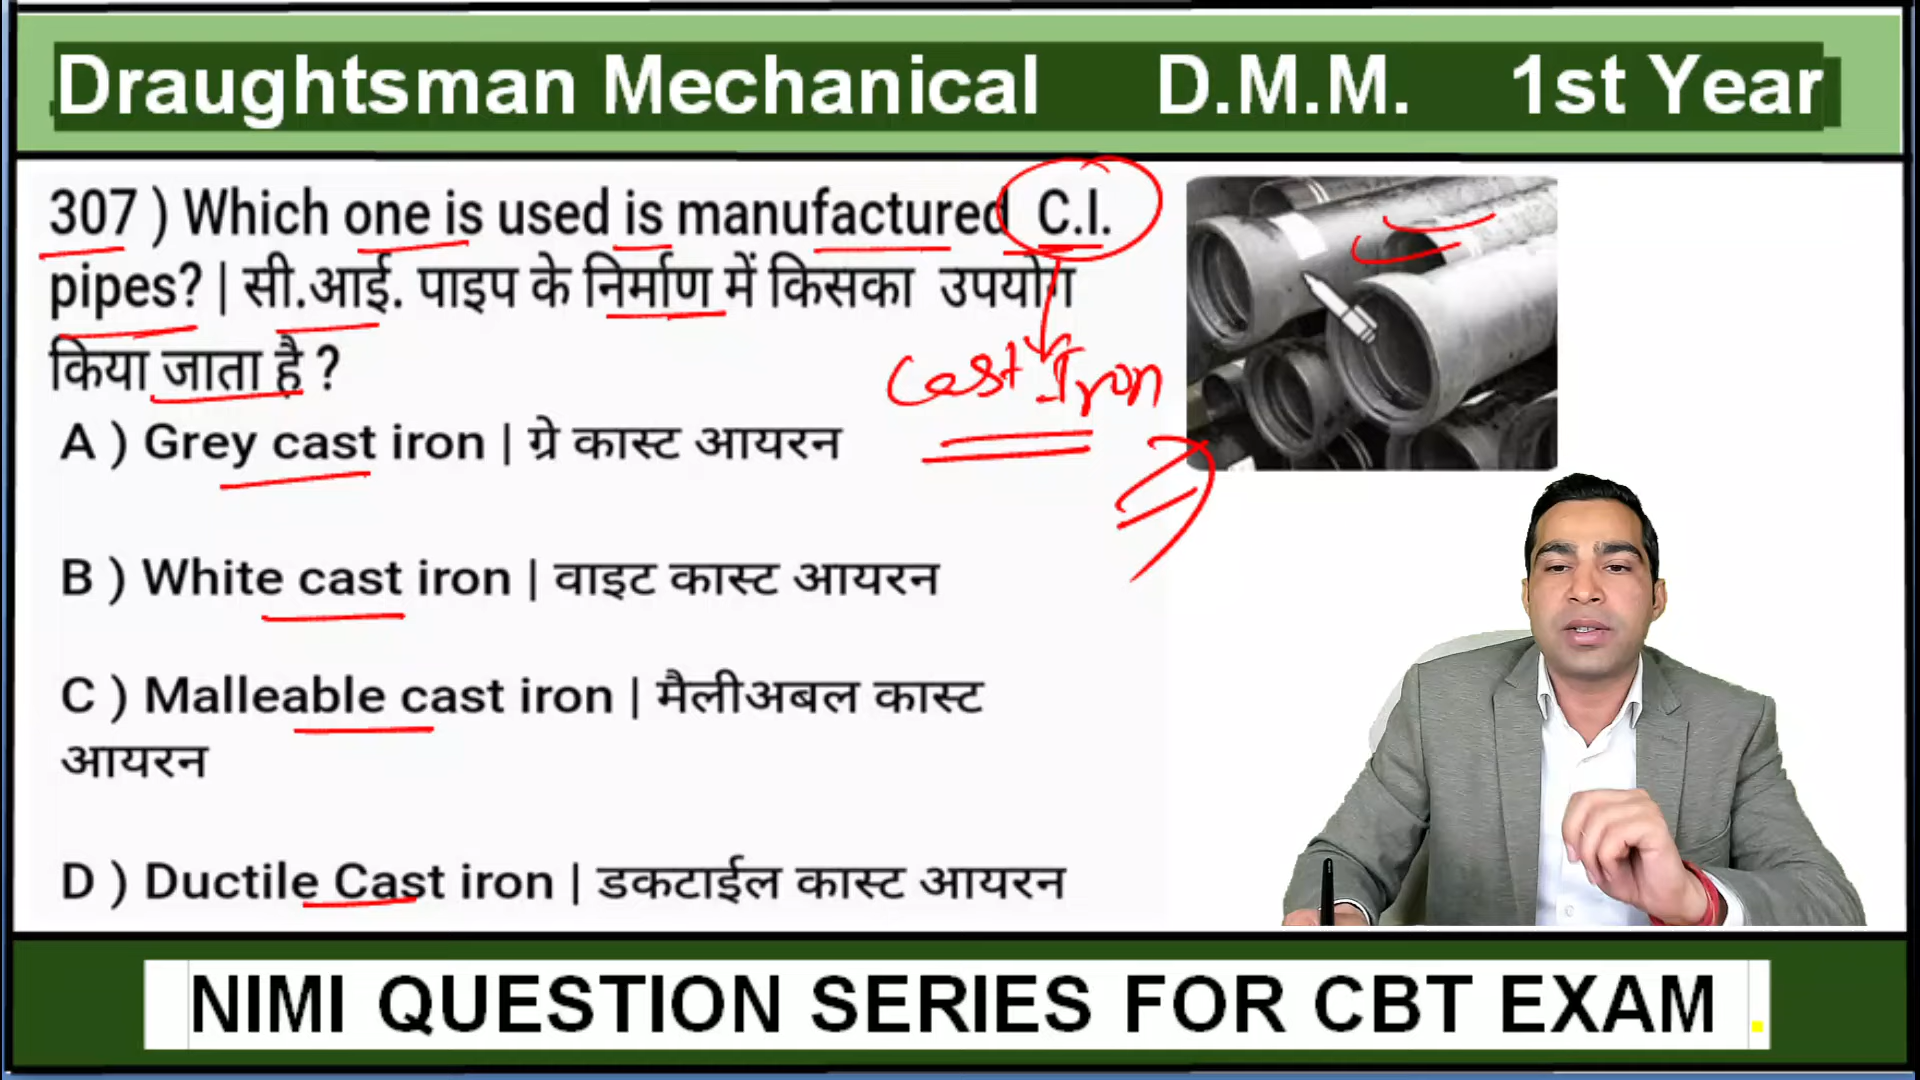 Draughtsman Mechanical D.M.M. 1st Year
307 ) Which one is used is manufactured C.I.
pipes? | सी.आई. पाइप के निर्माण में किसका उपयोग
किया जाता है ?
Cast Iron
A ) Grey cast iron | ग्रे कास्ट आयरन
B ) White cast iron | वाइट कास्ट आयरन
C ) Malleable cast iron | मैलीअबल कास्ट
आयरन
D ) Ductile Cast iron | डकटाईल कास्ट आयरन
NIMI QUESTION SERIES FOR CBT EXAM .